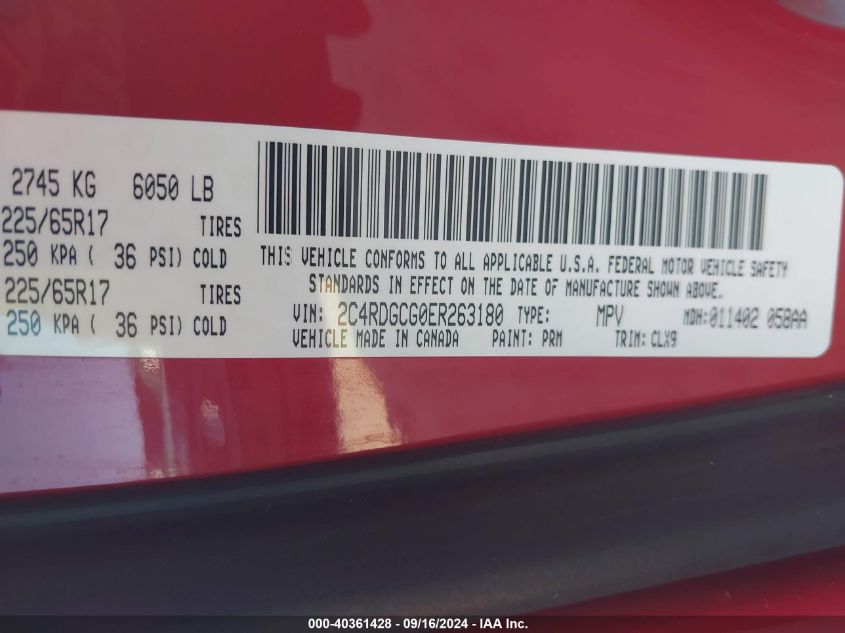 2745 KG 6050 LB
225/65R17 TIRES
250 KPA ( 36 PSI) COLD
225/65R17 TIRES
250 KPA ( 36 PSI) COLD
THIS VEHICLE CONFORMS TO ALL APPLICABLE U.S.A. FEDERAL MOTOR VEHICLE SAFETY
STANDARDS IN EFFECT ON THE DATE OF MANUFACTURE SHOWN ABOVE.
VIN: 2C4RDGCG0ER263180 TYPE: MPV MDH:011402 058AA
VEHICLE MADE IN CANADA PAINT: PRM TRIM: CLX9
000-40361428 - 09/16/2024 - IAA Inc.